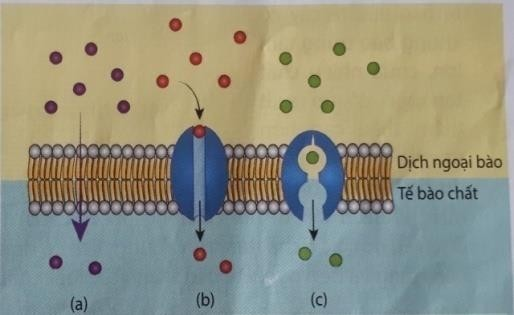 Dịch ngoại bào
Tế bào chất
(a) (b) (c)